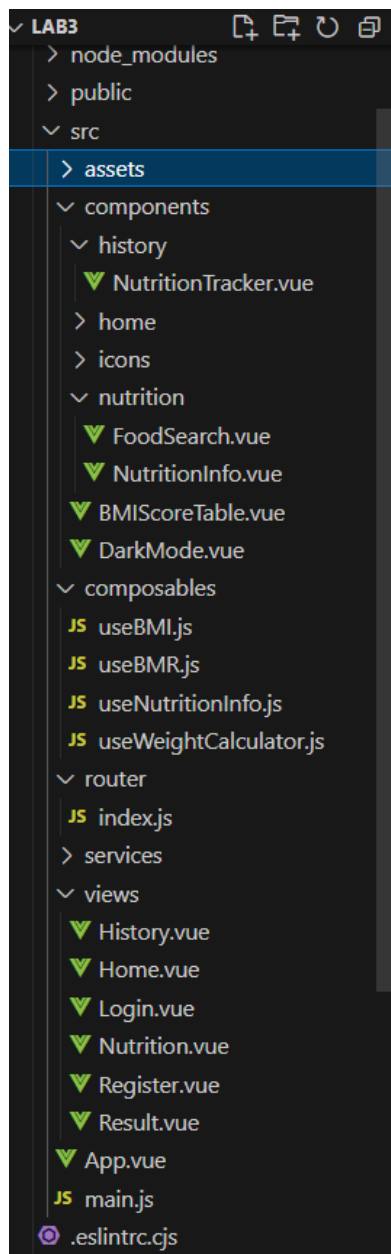 LAB3
node_modules
public
src
assets
components
history
NutritionTracker.vue
home
icons
nutrition
FoodSearch.vue
NutritionInfo.vue
BMIScoreTable.vue
DarkMode.vue
composables
JS useBMI.js
JS useBMR.js
JS useNutritionInfo.js
JS useWeightCalculator.js
router
JS index.js
services
views
History.vue
Home.vue
Login.vue
Nutrition.vue
Register.vue
Result.vue
App.vue
JS main.js
.eslintrc.cjs